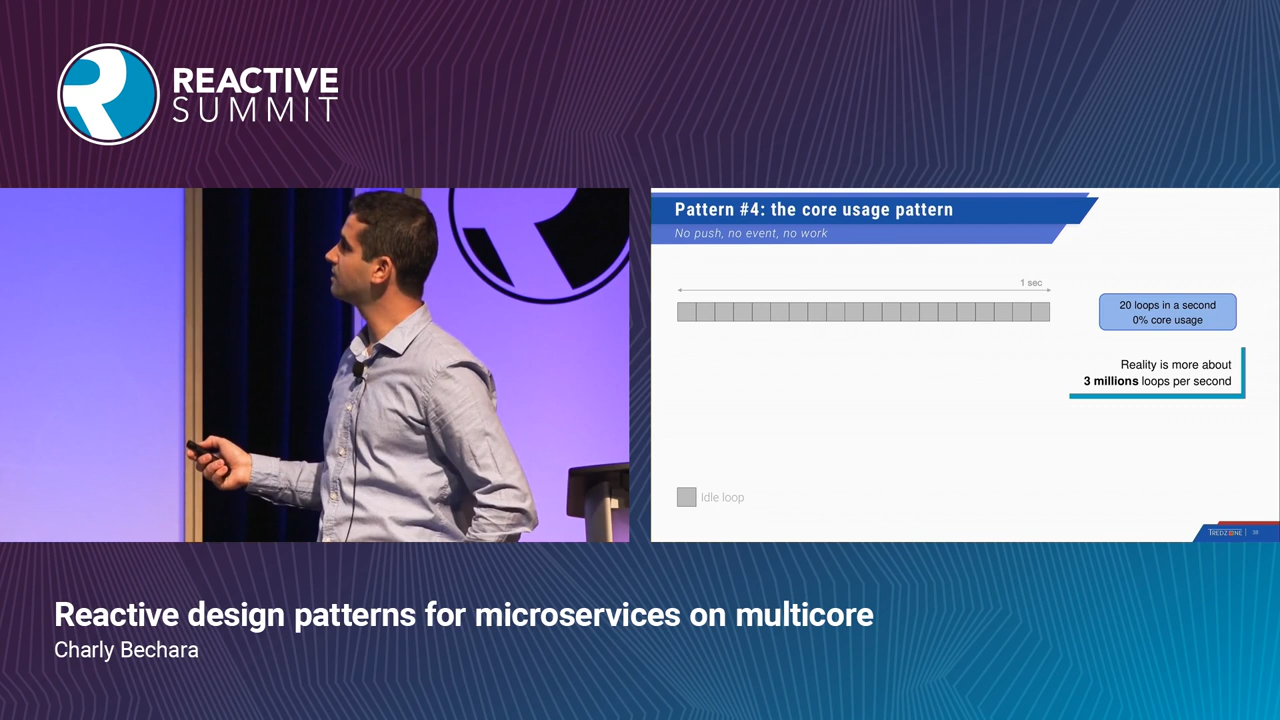 REACTIVE
SUMMIT
Pattern #4: the core usage pattern
No push, no event, no work
1 sec
20 loops in a second
0% core usage
Reality is more about
3 millions loops per second
Idle loop
TREDZONE | 38
Reactive design patterns for microservices on multicore
Charly Bechara